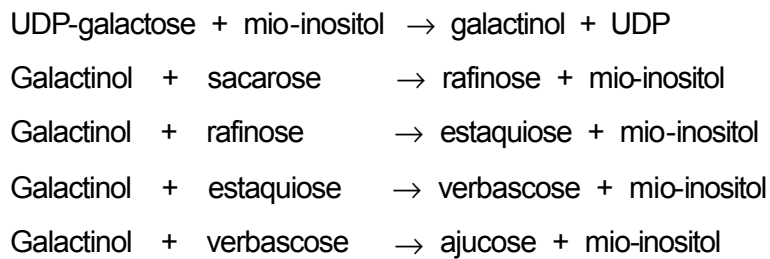 UDP-galactose + mio-inositol → galactinol + UDP
Galactinol + sacarose → rafinose + mio-inositol
Galactinol + rafinose → estaquiose + mio-inositol
Galactinol + estaquiose → verbascose + mio-inositol
Galactinol + verbascose → ajucose + mio-inositol